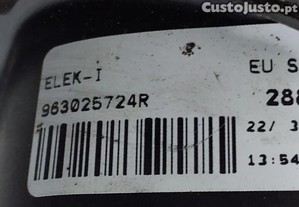 CustoJusto.pt
ELEK-I
963025724R
EU S
288
22/ 3
13:54